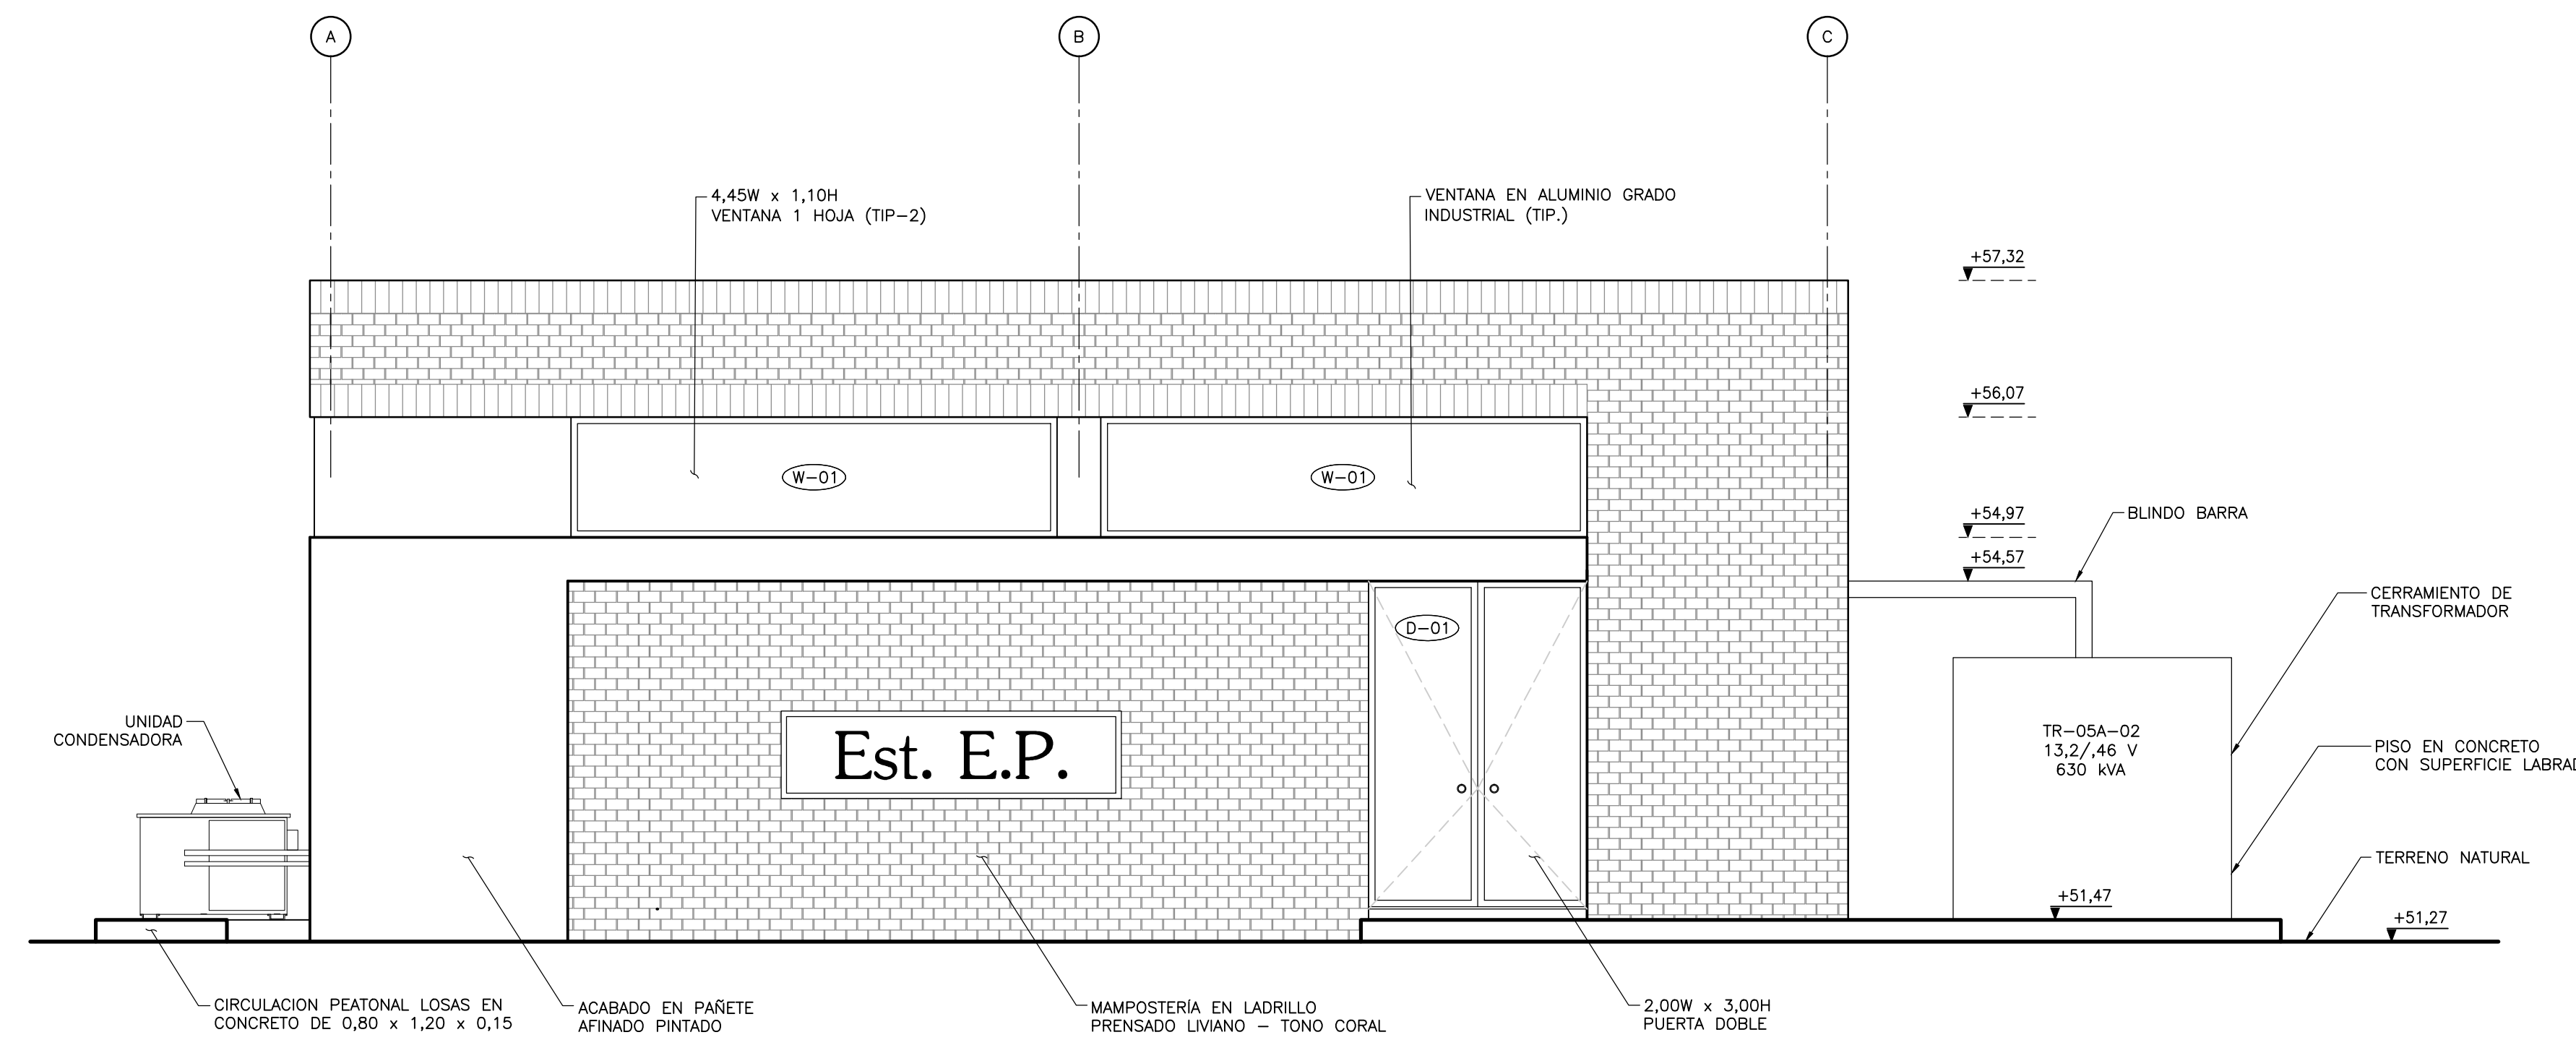 A
B
C
4,45W x 1,10H
VENTANA 1 HOJA (TIP-2)
VENTANA EN ALUMINIO GRADO
INDUSTRIAL (TIP.)
+57,32
+56,07
W-01
W-01
+54,97
BLINDO BARRA
+54,57
CERRAMIENTO DE
TRANSFORMADOR
D-01
UNIDAD
CONDENSADORA
Est. E.P.
TR-05A-02
13,2/,46 V
630 kVA
PISO EN CONCRETO
CON SUPERFICIE
TERRENO NATURAL
+51,47
+51,27
CIRCULACION PEATONAL LOSAS EN
CONCRETO DE 0,80 x 1,20 x 0,15
ACABADO EN PAÑETE
AFINADO PINTADO
MAMPOSTERÍA EN LADRILLO
PRENSADO LIVIANO - TONO CORAL
2,00W x 3,00H
PUERTA DOBLE